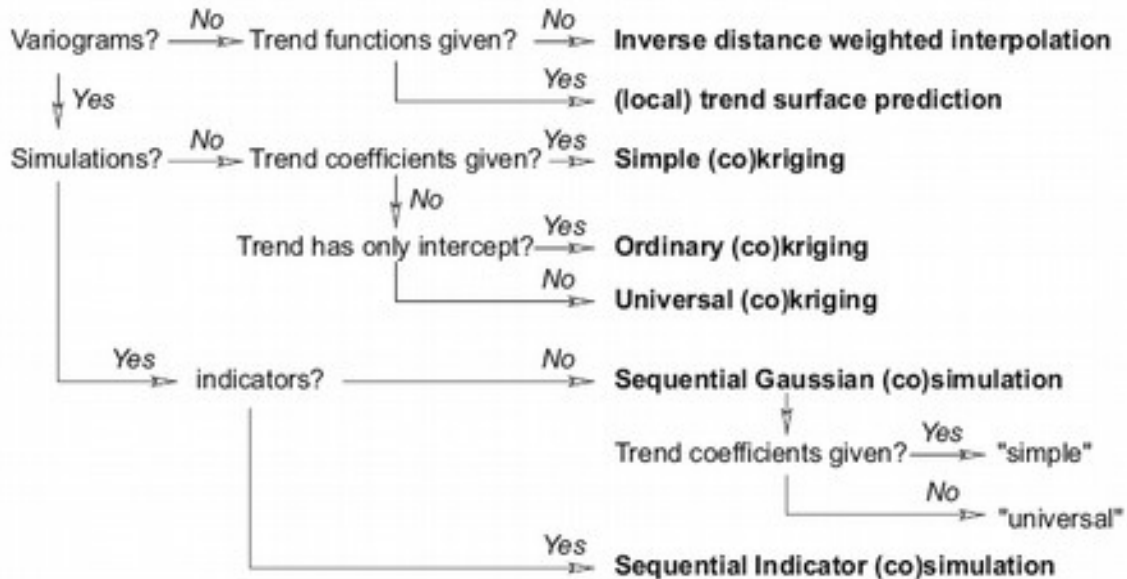 Variograms? No Trend functions given? No Inverse distance weighted interpolation
Yes Yes (local) trend surface prediction
Simulations? No Trend coefficients given? Yes Simple (co)kriging
No
Trend has only intercept? Yes Ordinary (co)kriging
No Universal (co)kriging
Yes indicators? No Sequential Gaussian (co)simulation
Trend coefficients given? Yes "simple"
No "universal"
Yes Sequential Indicator (co)simulation